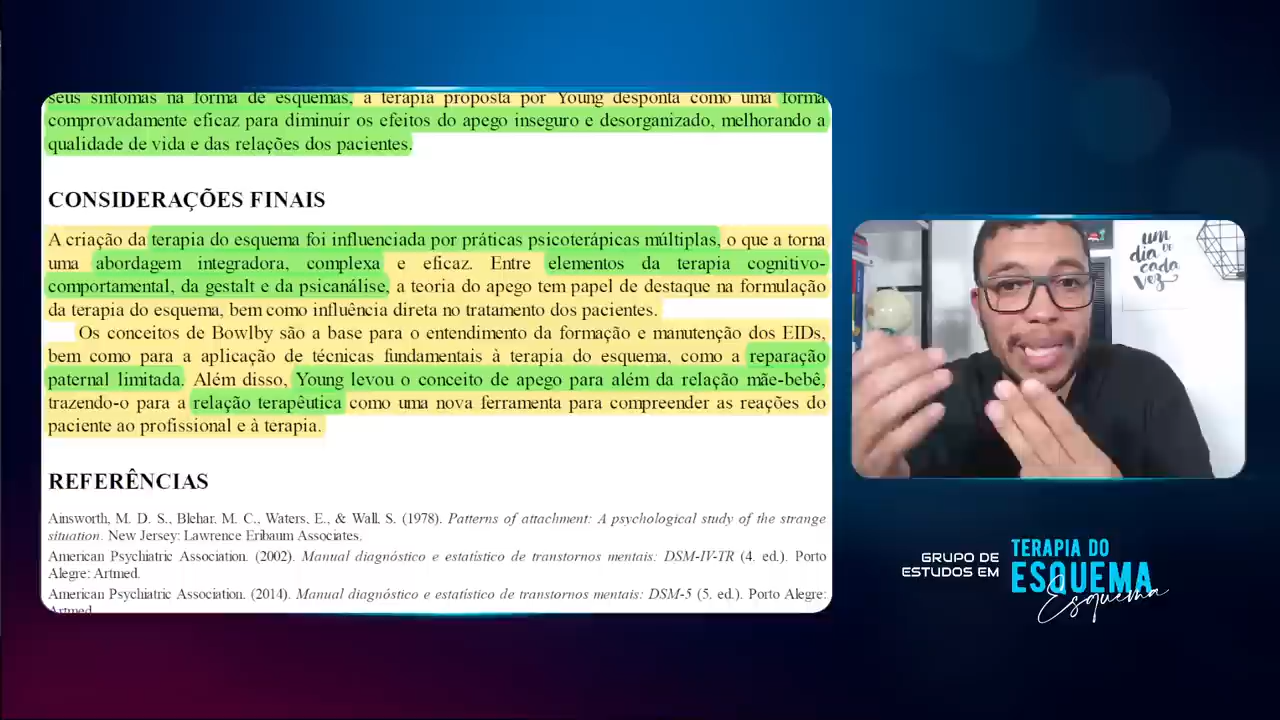 seus sintomas na forma de esquemas, a terapia proposta por Young desponta como uma forma
comprovadamente eficaz para diminuir os efeitos do apego inseguro e desorganizado, melhorando a
qualidade de vida e das relações dos pacientes.
CONSIDERAÇÕES FINAIS
A criação da terapia do esquema foi influenciada por práticas psicoterápicas múltiplas, o que a torna
uma abordagem integradora, complexa e eficaz. Entre elementos da terapia cognitivo-
comportamental, da gestalt e da psicanálise, a teoria do apego tem papel de destaque na formulação
da terapia do esquema, bem como influência direta no tratamento dos pacientes.
Os conceitos de Bowlby são a base para o entendimento da formação e manutenção dos EIDs,
bem como para a aplicação de técnicas fundamentais à terapia do esquema, como a reparação
paternal limitada. Além disso, Young levou o conceito de apego para além da relação mãe-bebê,
trazendo-o para a relação terapêutica como uma nova ferramenta para compreender as reações do
paciente ao profissional e à terapia.
REFERÊNCIAS
Ainsworth, M. D. S., Blehar. M. C., Waters, E., & Wall, S. (1978). Patterns of attachment: A psychological study of the strange
situation. New Jersey: Lawrence Eribaum Associates.
American Psychiatric Association. (2002). Manual diagnóstico e estatístico de transtornos mentais: DSM-IV-TR (4. ed.). Porto
Alegre: Artmed.
American Psychiatric Association. (2014). Manual diagnóstico e estatístico de transtornos mentais: DSM-5 (5. ed.). Porto Alegre:
Artmed.
um
dia DE
cada
vez
GRUPO DE
ESTUDOS EM
TERAPIA DO
ESQUEMA
Esquema